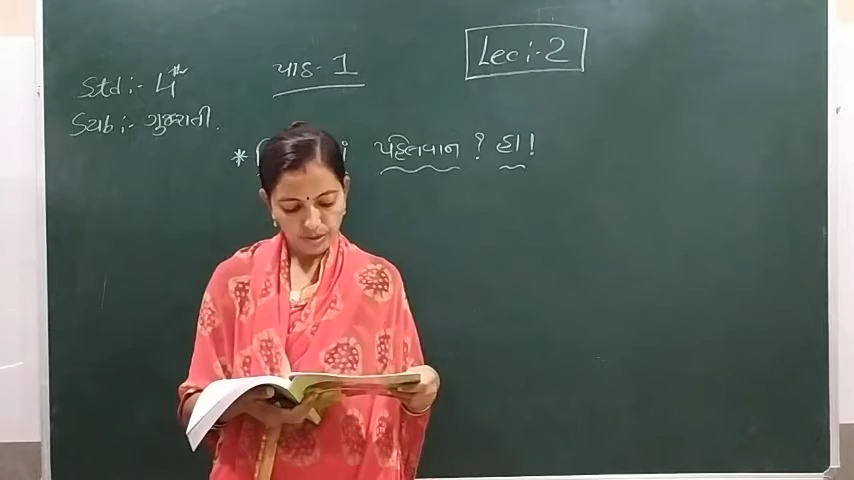 પાઠ - 1
Lec :- 2
Std :- 4th
Sub :- ગુજરાતી.
* પહિલવાન ? હા !